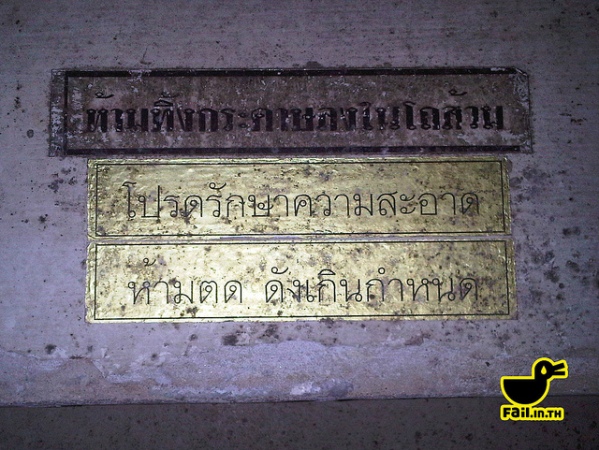 ห้ามทิ้งกระดาษลงในโถส้วม
โปรดรักษาความสะอาด
ห้ามตด ดังเกินกำหนด
FAiL.in.TH